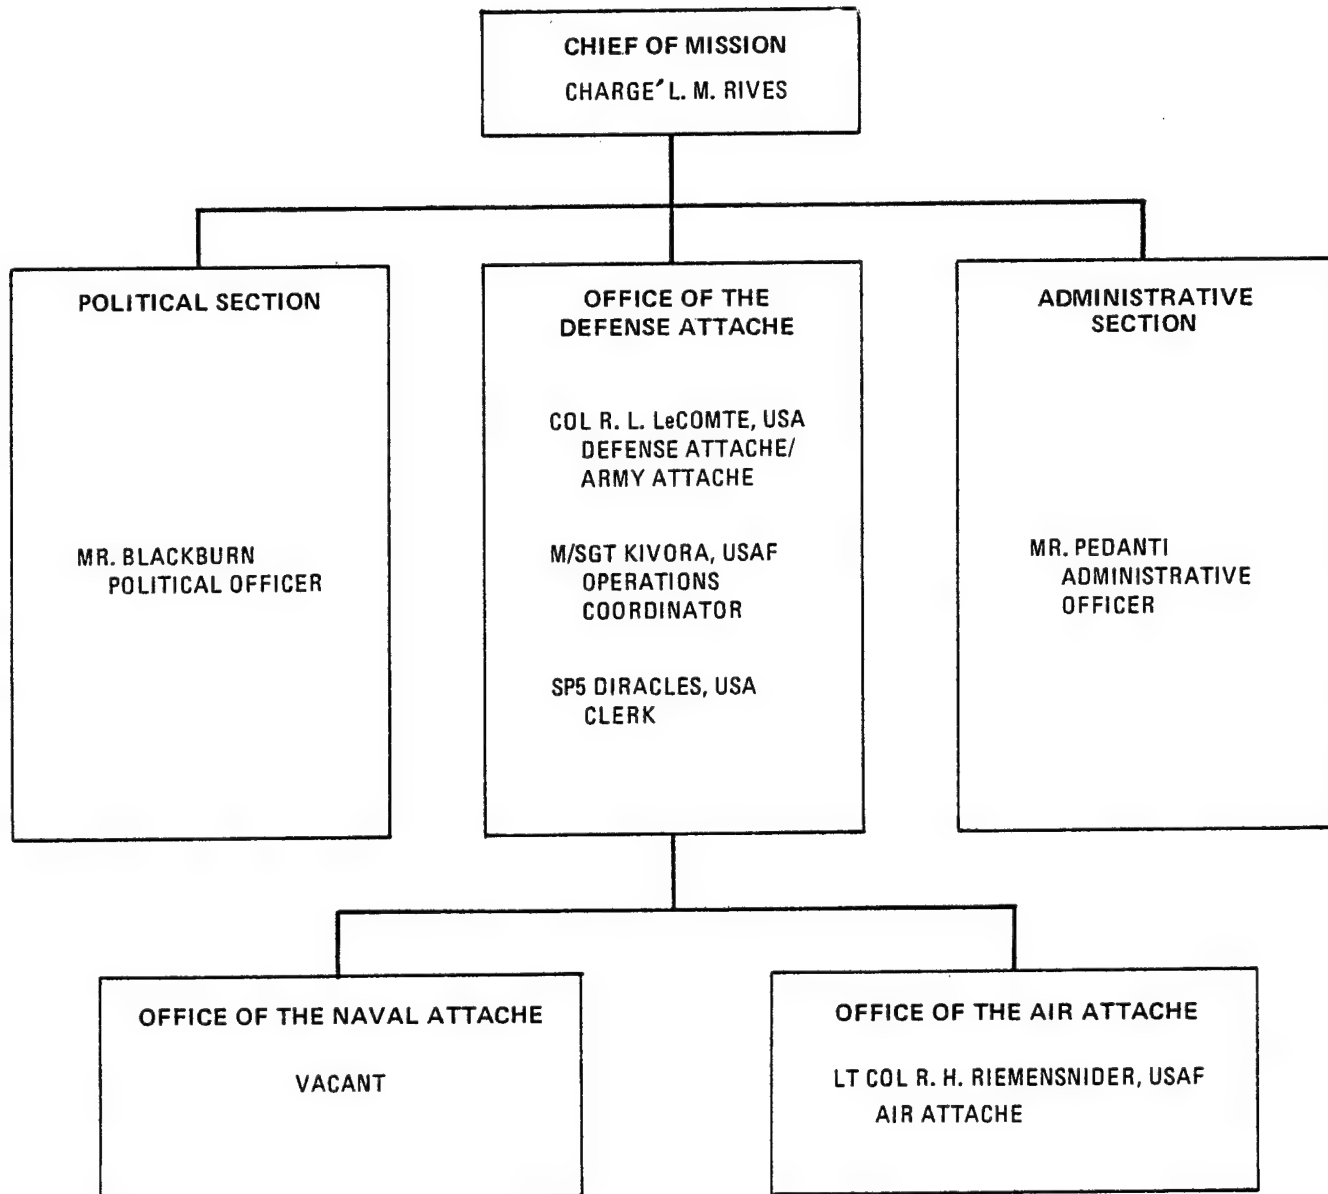 CHIEF OF MISSION
CHARGE´ L. M. RIVES
POLITICAL SECTION
MR. BLACKBURN
POLITICAL OFFICER
OFFICE OF THE
DEFENSE ATTACHE
COL R. L. LeCOMTE, USA
DEFENSE ATTACHE/
ARMY ATTACHE
M/SGT KIVORA, USAF
OPERATIONS
COORDINATOR
SP5 DIRACLES, USA
CLERK
ADMINISTRATIVE
SECTION
MR. PEDANTI
ADMINISTRATIVE
OFFICER
OFFICE OF THE NAVAL ATTACHE
VACANT
OFFICE OF THE AIR ATTACHE
LT COL R. H. RIEMENSNIDER, USAF
AIR ATTACHE